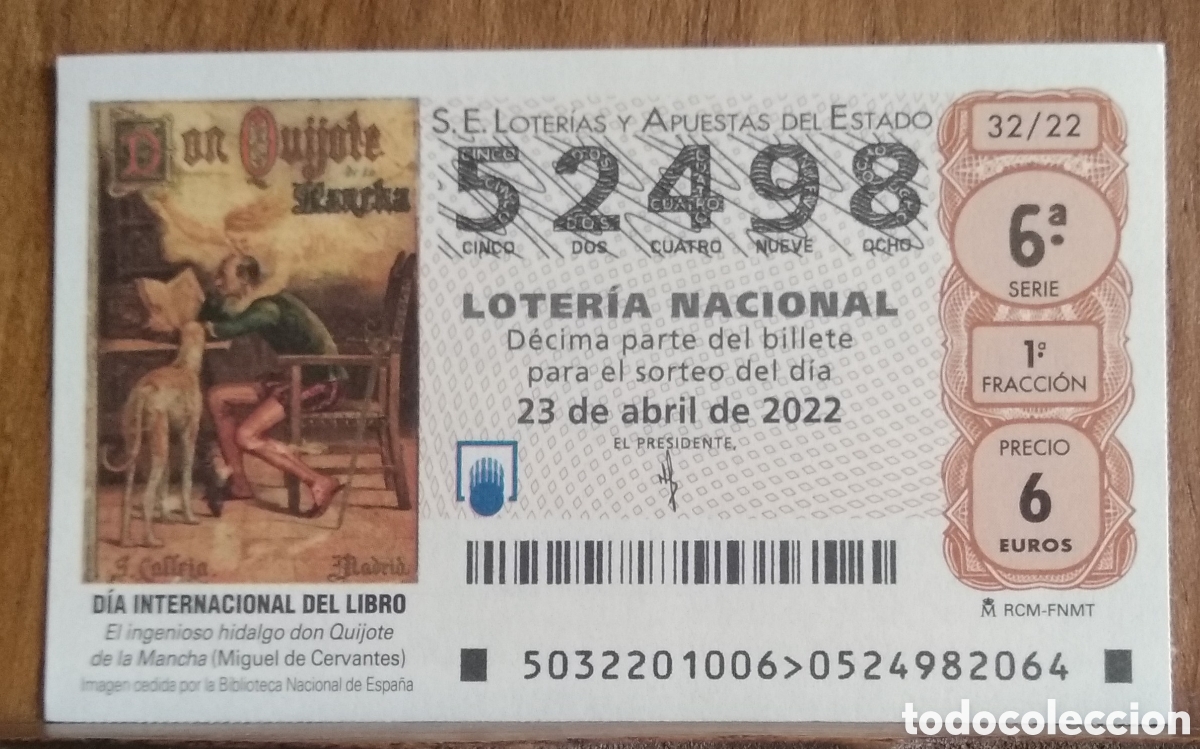 Don Quijote
de la
Mancha
S. Calleja. Madrid.
DÍA INTERNACIONAL DEL LIBRO
El ingenioso hidalgo don Quijote
de la Mancha (Miguel de Cervantes)
Imagen cedida por la Biblioteca Nacional de España
S.E. LOTERÍAS Y APUESTAS DEL ESTADO
52498
CINCO DOS CUATRO NUEVE OCHO
LOTERÍA NACIONAL
Décima parte del billete
para el sorteo del día
23 de abril de 2022
EL PRESIDENTE,
32/22
6ª
SERIE
1ª
FRACCIÓN
PRECIO
6
EUROS
RCM-FNMT
5032201006>0524982064
todocoleccion